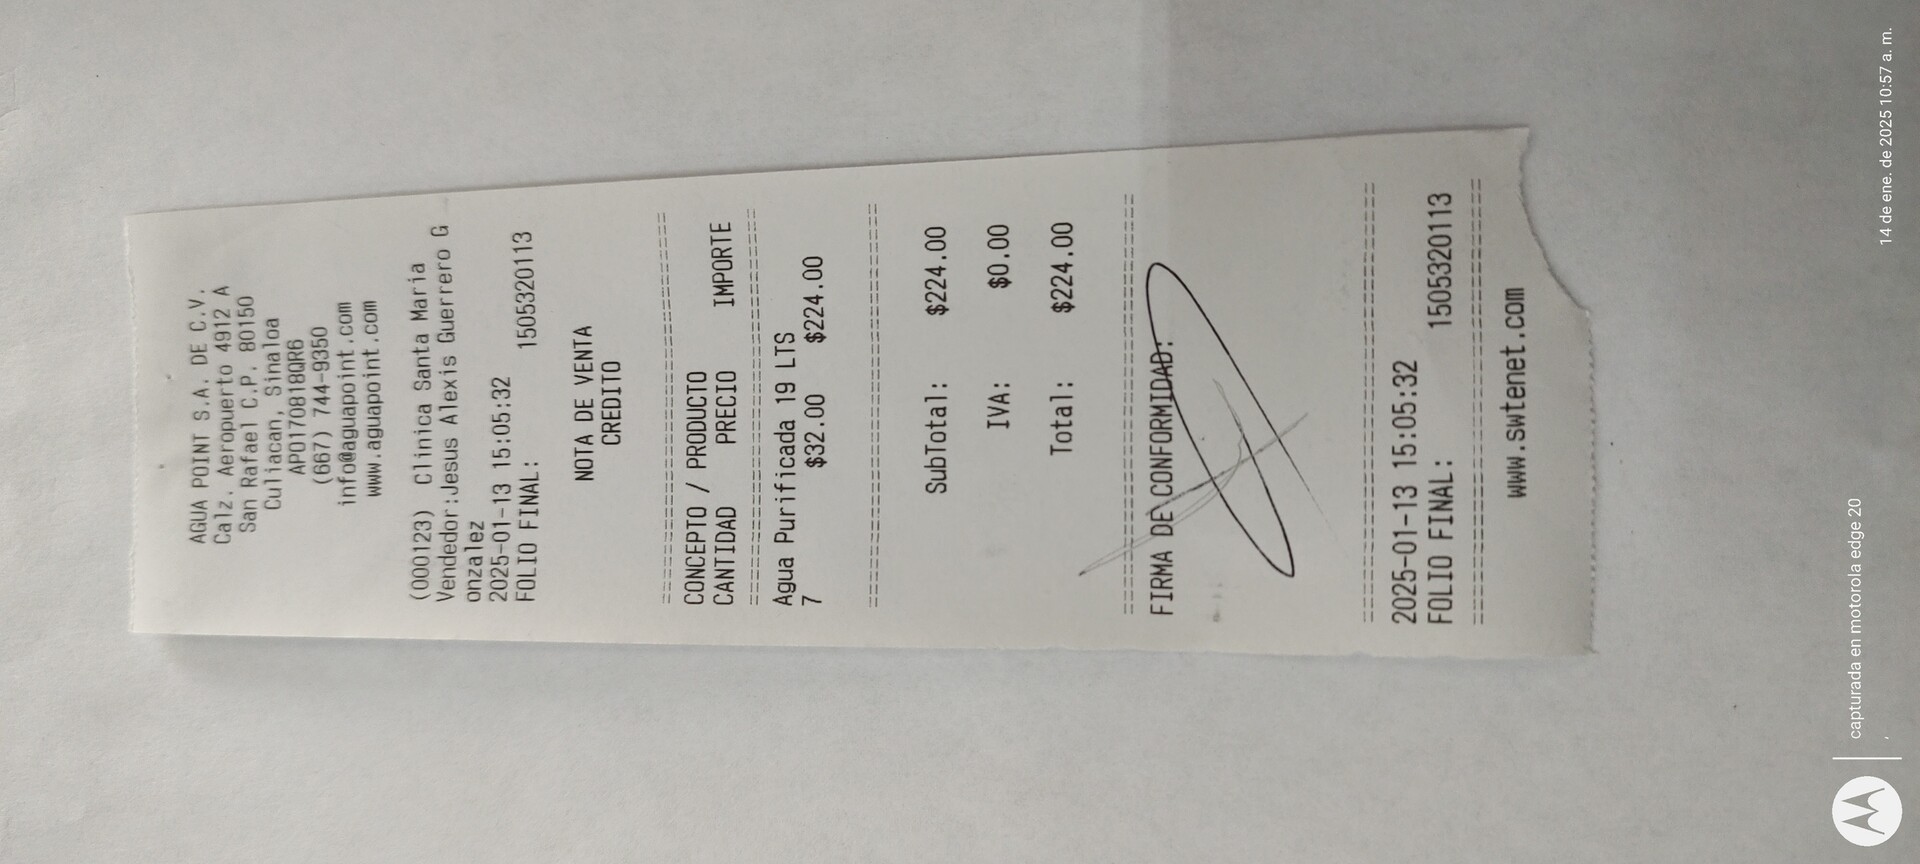 AGUA POINT S.A. DE C.V.
Calz. Aeropuerto 4912 A
San Rafael C.P. 80150
Culiacan, Sinaloa
APO170818QR6
(667) 744-9350
info@aguapoint.com
www.aguapoint.com
(000123) Clinica Santa Maria
Vendedor:Jesus Alexis Guerrero G
onzalez
2025-01-13 15:05:32
FOLIO FINAL: 1505320113
NOTA DE VENTA
CREDITO
================================
CONCEPTO / PRODUCTO
CANTIDAD PRECIO IMPORTE
================================
Agua Purificada 19 LTS
7 $32.00 $224.00
================================
SubTotal: $224.00
IVA: $0.00
Total: $224.00
================================
FIRMA DE CONFORMIDAD:
================================
2025-01-13 15:05:32
FOLIO FINAL: 1505320113
================================
www.swtenet.com
capturada en motorola edge 20
,
14 de ene. de 2025 10:57 a. m.